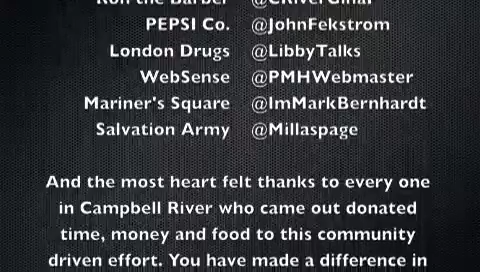 PEPSI Co. @JohnFekstrom
London Drugs @LibbyTalks
WebSense @PMHWebmaster
Mariner's Square @ImMarkBernhardt
Salvation Army @Millaspage
And the most heart felt thanks to every one
in Campbell River who came out donated
time, money and food to this community
driven effort. You have made a difference in